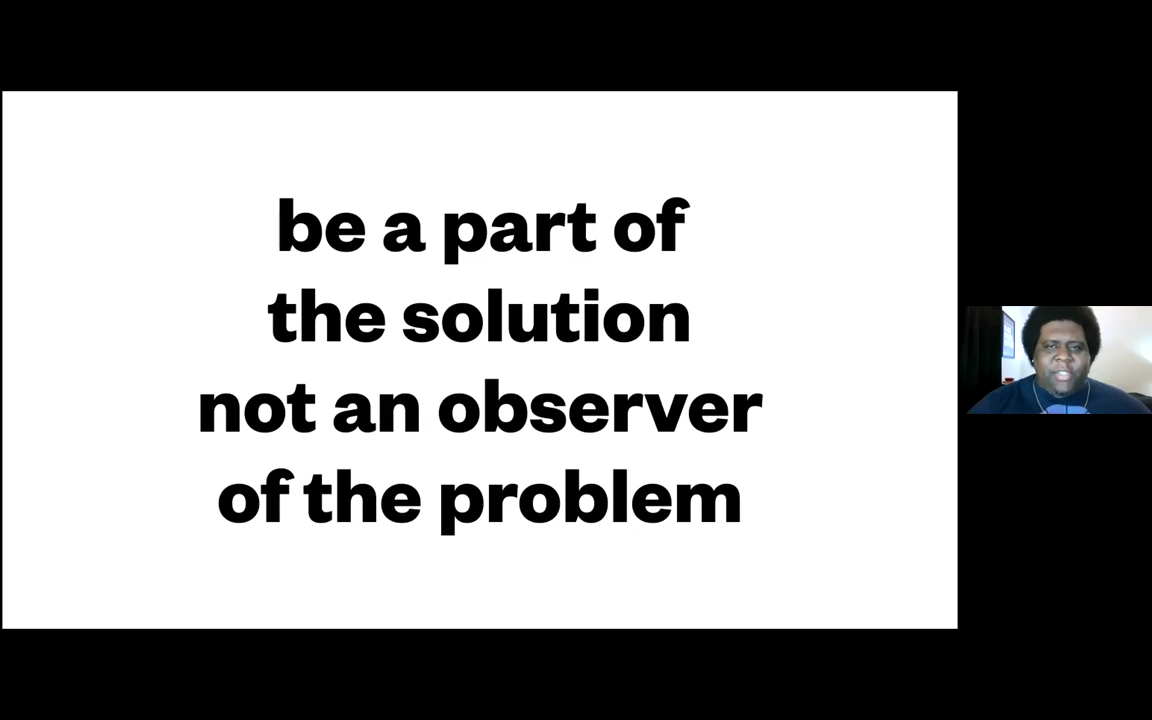 be a part of
the solution
not an observer
of the problem